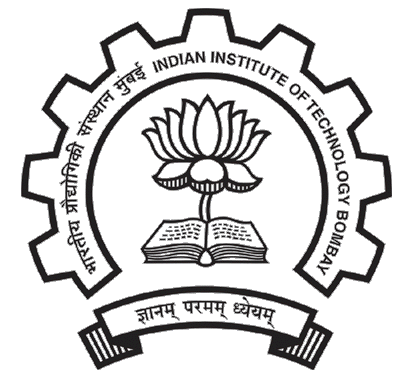 भारतीय प्रौद्योगिकी संस्थान मुंबई INDIAN INSTITUTE OF TECHNOLOGY BOMBAY
ज्ञानम् परमम् ध्येयम्